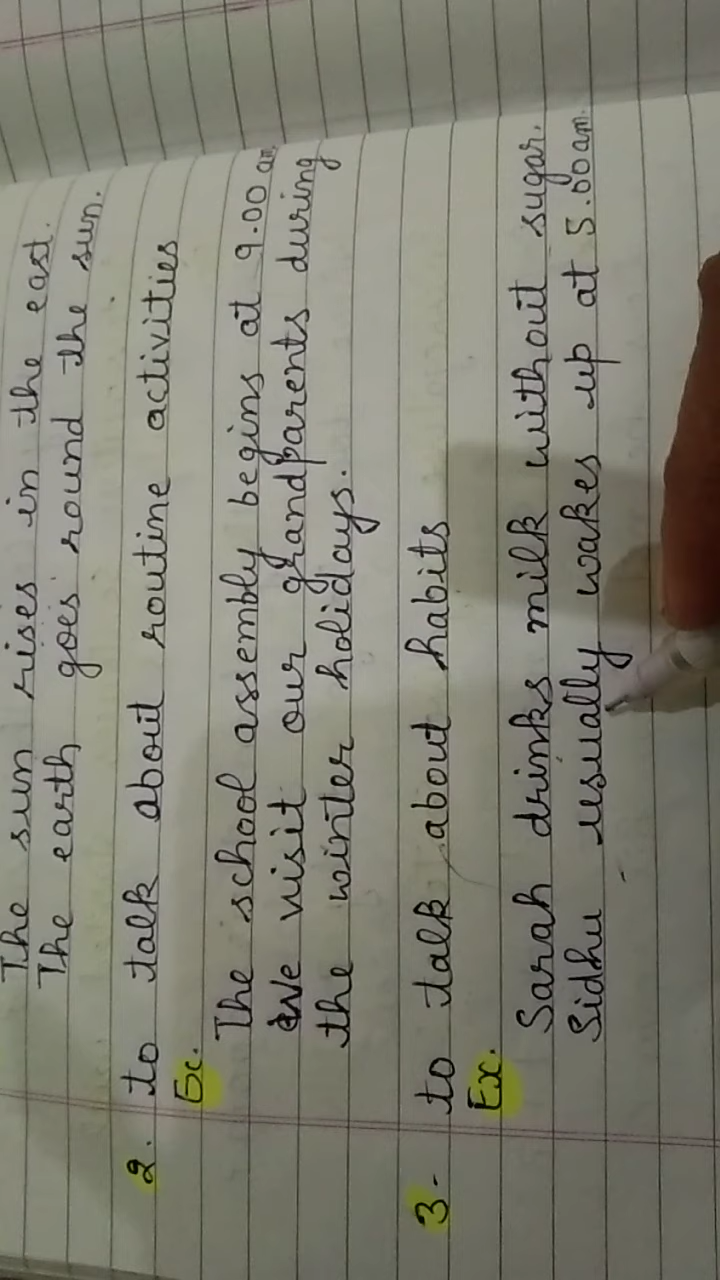 The sun rises in the east.
The earth goes round the sun.
2. to talk about routine activities
Ex.
The school assembly begins at 9.00 am
We visit our grandparents during
the winter holidays.
3- to talk about habits
Ex.
Sarah drinks milk without sugar.
Sidhu usually wakes up at 5.00 am.